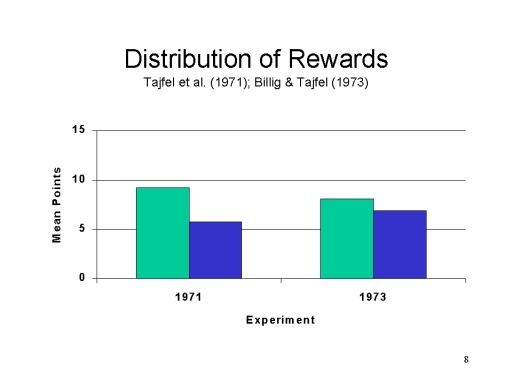 Distribution of Rewards
Tajfel et al. (1971); Billig & Tajfel (1973)
15
10
5
0
Mean Points
1971 1973
Experiment
8